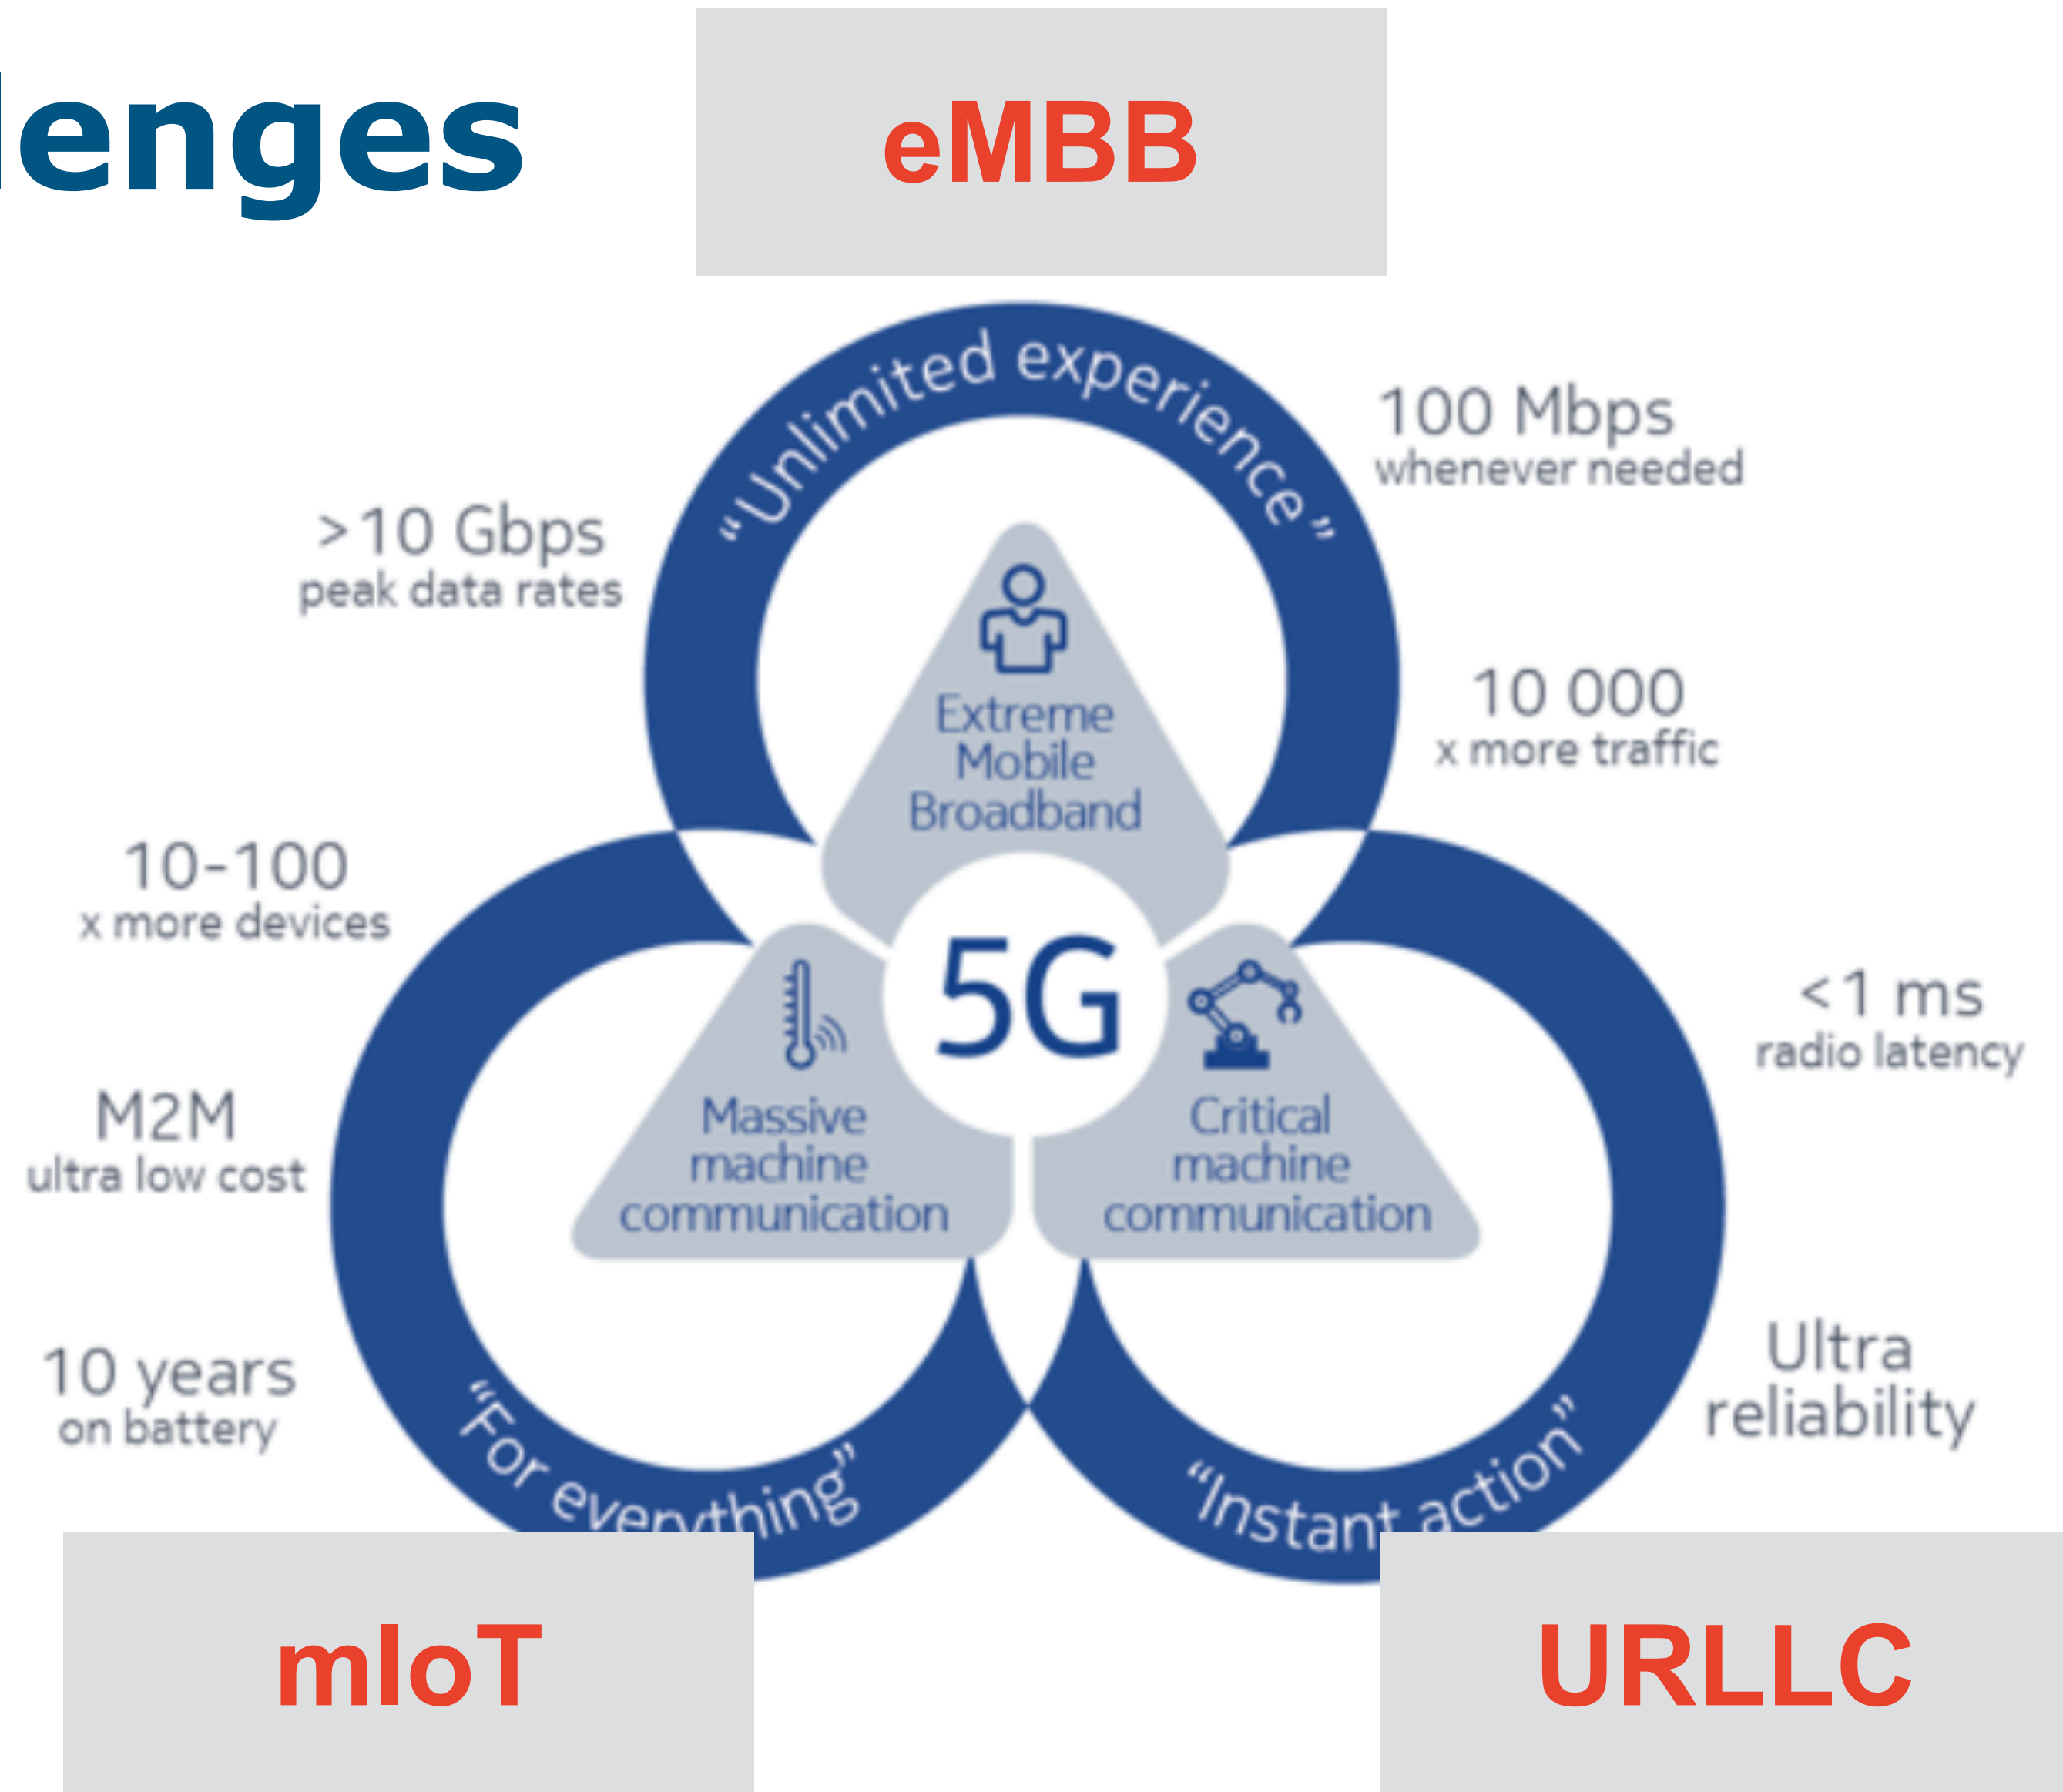 lenges
eMBB
“Unlimited experience”
100 Mbps
whenever needed
>10 Gbps
peak data rates
Extreme
Mobile
Broadband
10 000
x more traffic
10-100
x more devices
5G
<1 ms
radio latency
M2M
ultra low cost
Massive
machine
communication
Critical
machine
communication
10 years
on battery
Ultra
reliability
“For everything”
“Instant action”
mIoT
URLLC